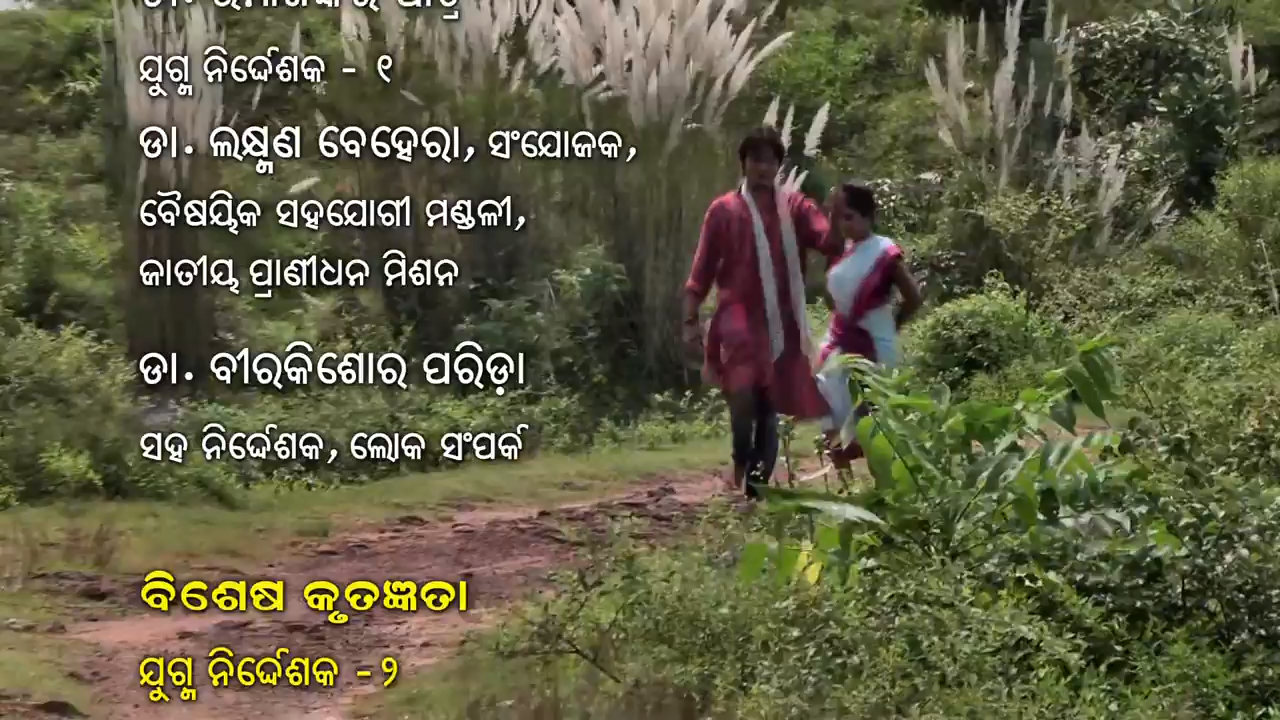 ଯୁଗ୍ମ ନିର୍ଦ୍ଦେଶକ - ୧
ଡା. ଲକ୍ଷ୍ମଣ ବେହେରା, ସଂଯୋଜକ,
ବୈଷୟିକ ସହଯୋଗୀ ମଣ୍ଡଳୀ,
ଜାତୀୟ ପ୍ରାଣୀଧନ ମିଶନ
ଡା. ବୀରକିଶୋର ପରିଡ଼ା
ସହ ନିର୍ଦ୍ଦେଶକ, ଲୋକ ସଂପର୍କ
ବିଶେଷ କୃତଜ୍ଞତା
ଯୁଗ୍ମ ନିର୍ଦ୍ଦେଶକ - ୨